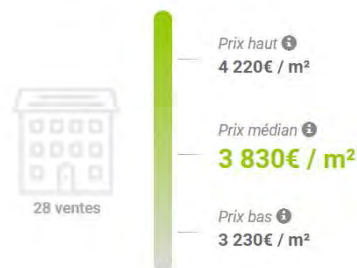 Prix haut
4 220€ / m²
Prix médian
3 830€ / m²
28 ventes
Prix bas
3 230€ / m²